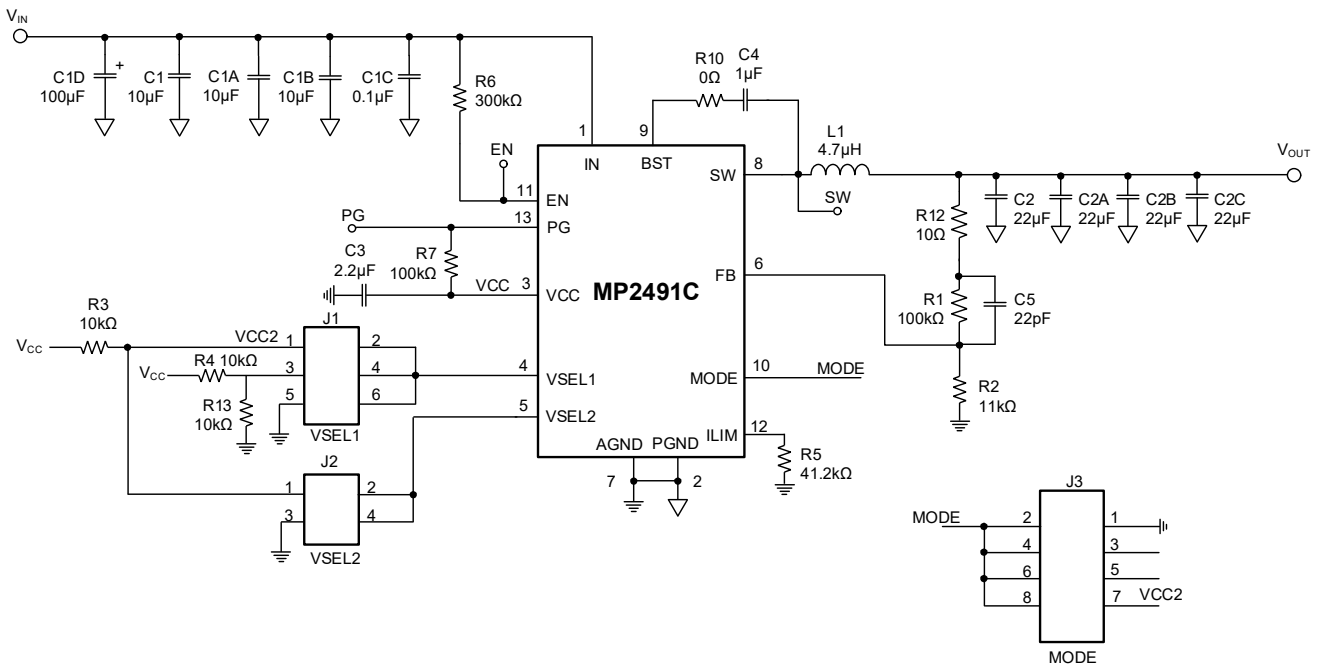 VIN
C1D
100µF
+
C1
10µF
C1A
10µF
C1B
10µF
C1C
0.1µF
R6
300kΩ
R10
0Ω
C4
1µF
1
IN
9
BST
EN
11
EN
SW
8
L1
4.7µH
VOUT
SW
PG
13
PG
R7
100kΩ
C3
2.2µF
VCC
3
VCC
MP2491C
FB
6
R12
10Ω
C2
22µF
C2A
22µF
C2B
22µF
C2C
22µF
R1
100kΩ
C5
22pF
R2
11kΩ
R3
10kΩ
VCC
VCC2
J1
1
2
3
4
5
6
VSEL1
VCC
R4 10kΩ
R13
10kΩ
4
VSEL1
5
VSEL2
MODE
10
MODE
ILIM
12
R5
41.2kΩ
AGND
PGND
7
2
J2
1
2
3
4
VSEL2
J3
MODE
2
1
4
3
6
5
8
7
VCC2
MODE